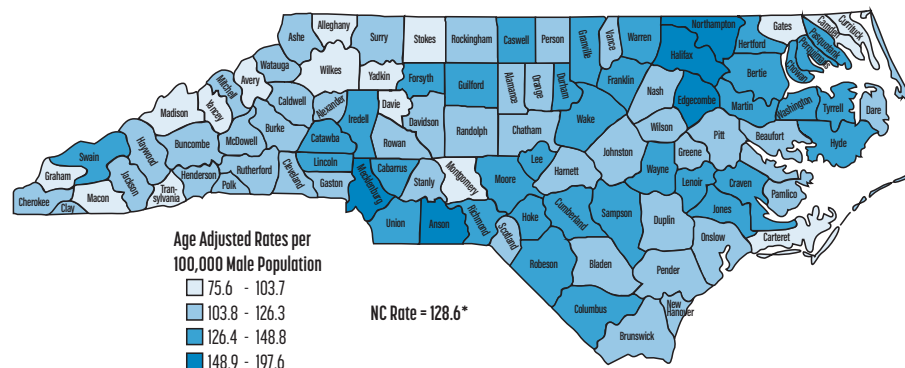 Ashe
Alleghany
Surry
Stokes
Rockingham
Caswell
Person
Granville
Vance
Warren
Northampton
Gates
Hertford
Camden
Currituck
Pasquotank
Perquimans
Chowan
Halifax
Bertie
Watauga
Wilkes
Yadkin
Forsyth
Guilford
Alamance
Orange
Durham
Franklin
Nash
Edgecombe
Martin
Washington
Tyrrell
Dare
Mitchell
Avery
Caldwell
Alexander
Iredell
Davie
Davidson
Randolph
Chatham
Wake
Wilson
Pitt
Beaufort
Hyde
Madison
Yancey
Buncombe
McDowell
Burke
Catawba
Rowan
Johnston
Greene
Swain
Haywood
Jackson
Graham
Cherokee
Clay
Macon
Tran-
sylvania
Henderson
Polk
Rutherford
Cleveland
Lincoln
Gaston
Mecklenburg
Cabarrus
Stanly
Montgomery
Moore
Lee
Harnett
Wayne
Lenoir
Craven
Pamlico
Jones
Carteret
Union
Anson
Richmond
Scotland
Hoke
Cumberland
Sampson
Duplin
Onslow
Robeson
Bladen
Pender
Columbus
New
Hanover
Brunswick
Age Adjusted Rates per
100,000 Male Population
75.6 - 103.7
103.8 - 126.3
126.4 - 148.8
148.9 - 197.6
NC Rate = 128.6*